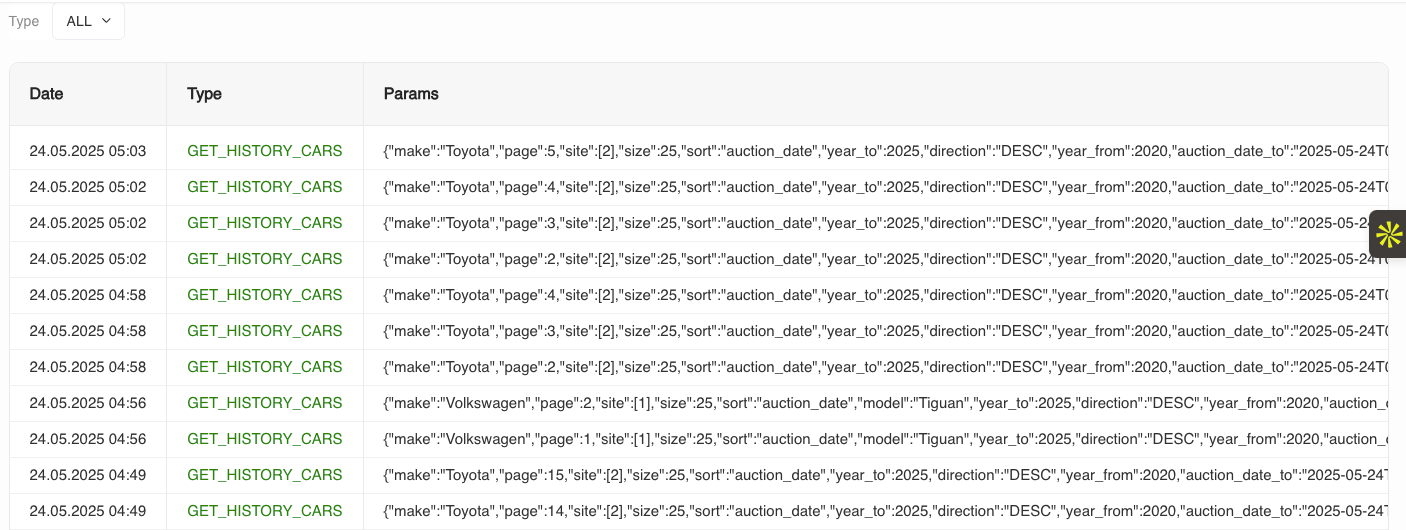 Type ALL
Date Type Params
24.05.2025 05:03 GET_HISTORY_CARS {"make":"Toyota","page":5,"site":[2],"size":25,"sort":"auction_date","year_to":2025,"direction":"DESC","year_from":2020,"auction_date_to":"2025-05-24T0
24.05.2025 05:02 GET_HISTORY_CARS {"make":"Toyota","page":4,"site":[2],"size":25,"sort":"auction_date","year_to":2025,"direction":"DESC","year_from":2020,"auction_date_to":"2025-05-24T0
24.05.2025 05:02 GET_HISTORY_CARS {"make":"Toyota","page":3,"site":[2],"size":25,"sort":"auction_date","year_to":2025,"direction":"DESC","year_from":2020,"auction_date_to":"2025-05-24
24.05.2025 05:02 GET_HISTORY_CARS {"make":"Toyota","page":2,"site":[2],"size":25,"sort":"auction_date","year_to":2025,"direction":"DESC","year_from":2020,"auction_date_to":"2025-05-24T0
24.05.2025 04:58 GET_HISTORY_CARS {"make":"Toyota","page":4,"site":[2],"size":25,"sort":"auction_date","year_to":2025,"direction":"DESC","year_from":2020,"auction_date_to":"2025-05-24T0
24.05.2025 04:58 GET_HISTORY_CARS {"make":"Toyota","page":3,"site":[2],"size":25,"sort":"auction_date","year_to":2025,"direction":"DESC","year_from":2020,"auction_date_to":"2025-05-24T0
24.05.2025 04:58 GET_HISTORY_CARS {"make":"Toyota","page":2,"site":[2],"size":25,"sort":"auction_date","year_to":2025,"direction":"DESC","year_from":2020,"auction_date_to":"2025-05-24T0
24.05.2025 04:56 GET_HISTORY_CARS {"make":"Volkswagen","page":2,"site":[1],"size":25,"sort":"auction_date","model":"Tiguan","year_to":2025,"direction":"DESC","year_from":2020,"auction_
24.05.2025 04:56 GET_HISTORY_CARS {"make":"Volkswagen","page":1,"site":[1],"size":25,"sort":"auction_date","model":"Tiguan","year_to":2025,"direction":"DESC","year_from":2020,"auction_
24.05.2025 04:49 GET_HISTORY_CARS {"make":"Toyota","page":15,"site":[2],"size":25,"sort":"auction_date","year_to":2025,"direction":"DESC","year_from":2020,"auction_date_to":"2025-05-24T
24.05.2025 04:49 GET_HISTORY_CARS {"make":"Toyota","page":14,"site":[2],"size":25,"sort":"auction_date","year_to":2025,"direction":"DESC","year_from":2020,"auction_date_to":"2025-05-24T